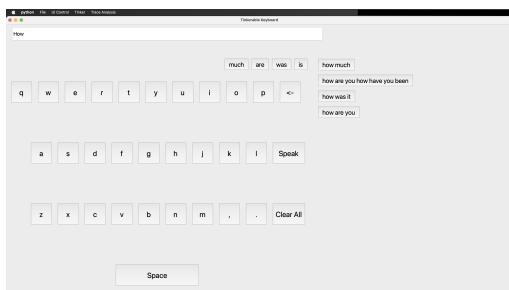 python File UI Control Tinker Trace Analysis
Tinkerable Keyboard
How
much are was is
how much
how are you how have you been
how was it
how are you
q w e r t y u i o p <-
a s d f g h j k l Speak
z x c v b n m , . Clear All
Space